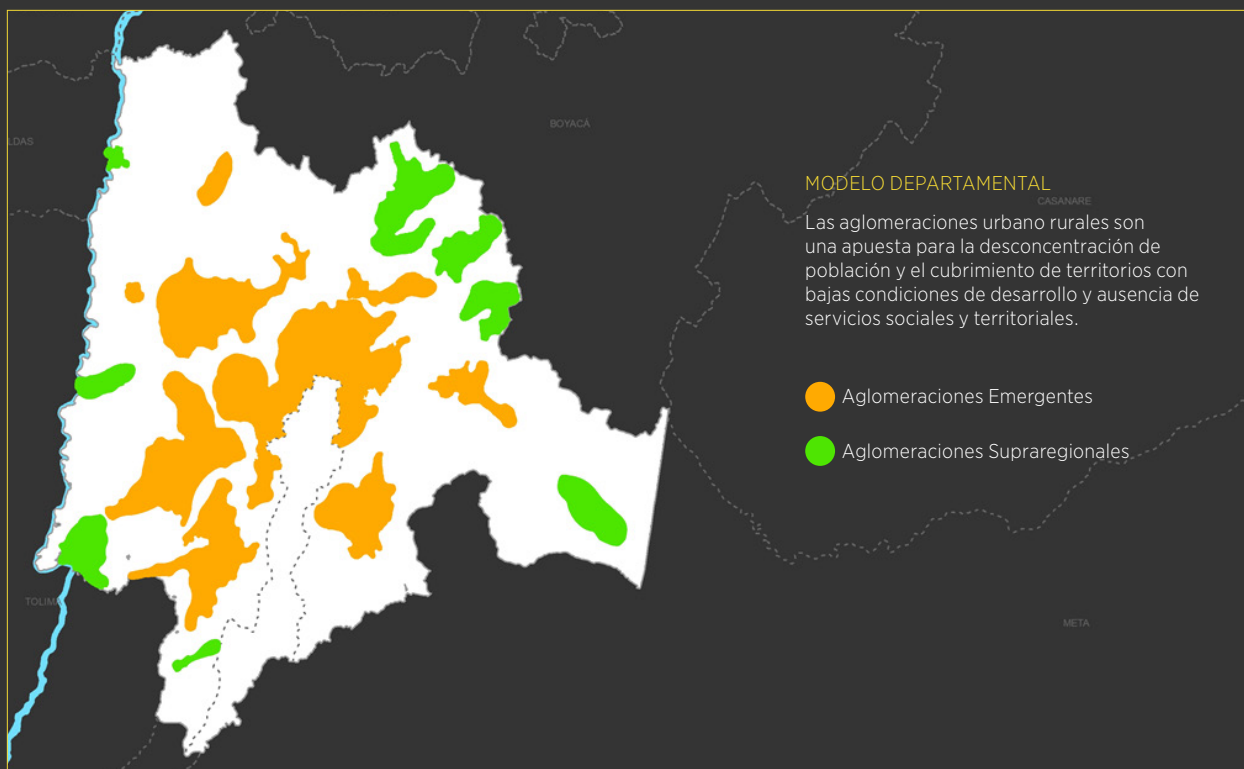 BOYACÁ
LDAS
MODELO DEPARTAMENTAL
CASANARE
Las aglomeraciones urbano rurales son
una apuesta para la desconcentración de
población y el cubrimiento de territorios con
bajas condiciones de desarrollo y ausencia de
servicios sociales y territoriales.
Aglomeraciones Emergentes
Aglomeraciones Supraregionales
TOLIMA
META